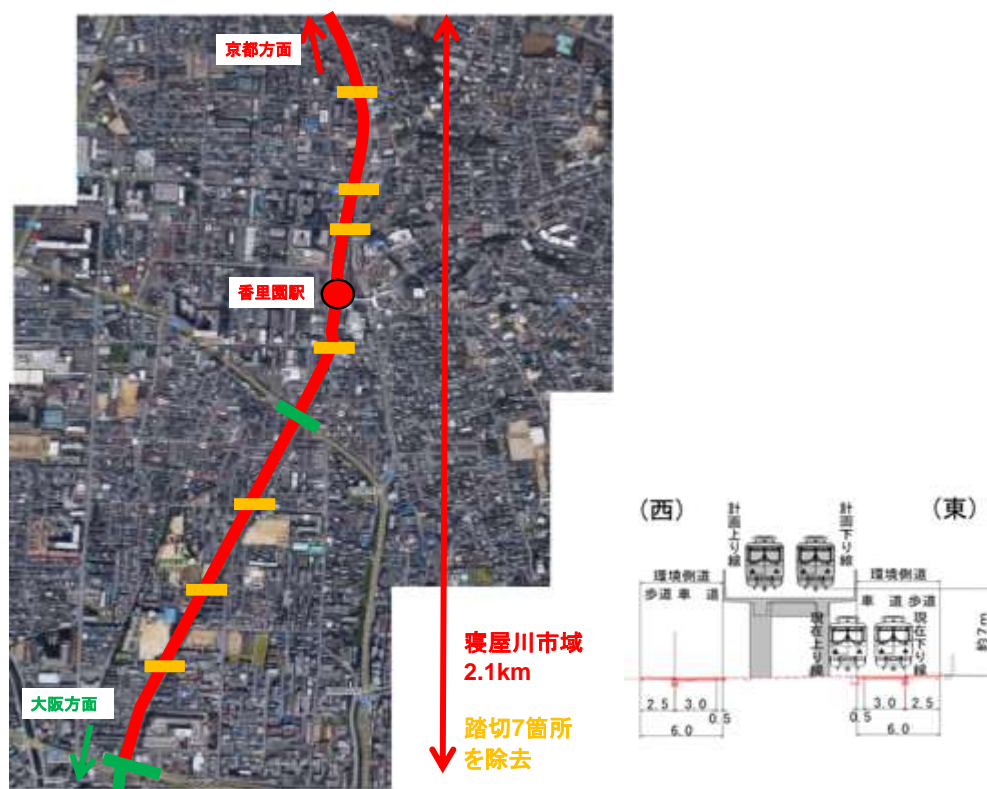 京都方面
香里園駅
大阪方面
寝屋川市域
2.1km
踏切7箇所
を除去
（西）
（東）
計画上り線
計画下り線
環境側道
環境側道
歩道 車 道
車 道 歩道
現在上り線
現在下り線
約7m
2.5 3.0
0.5
6.0
0.5
3.0 2.5
6.0